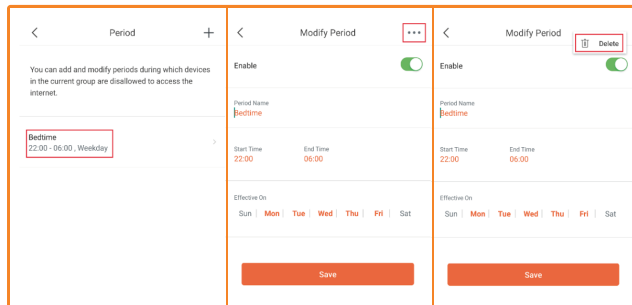 Period
You can add and modify periods during which devices
in the current group are disallowed to access the
internet.
Bedtime
22:00 - 06:00 , Weekday
Modify Period
Enable
Period Name
Bedtime
Start Time End Time
22:00 06:00
Effective On
Sun Mon Tue Wed Thu Fri Sat
Save
Modify Period
Delete
Enable
Period Name
Bedtime
Start Time End Time
22:00 06:00
Effective On
Sun Mon Tue Wed Thu Fri Sat
Save